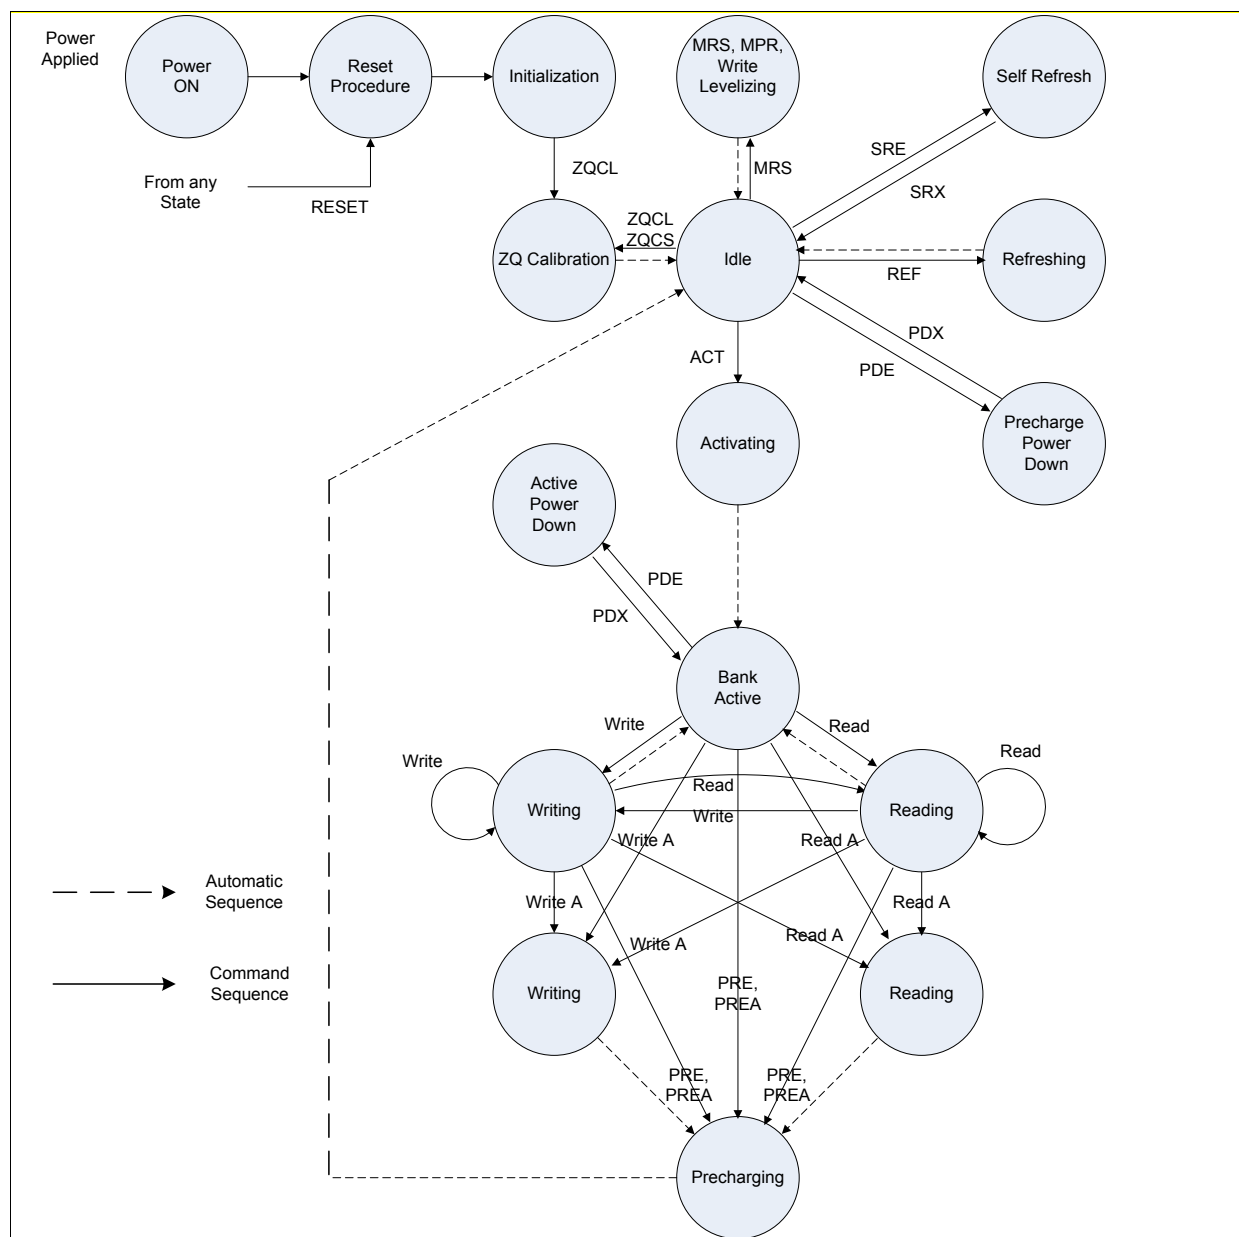 Power
Applied
Power
ON
Reset
Procedure
Initialization
MRS, MPR,
Write
Levelizing
Self Refresh
From any
State
RESET
ZQCL
MRS
SRE
SRX
ZQCL
ZQCS
ZQ Calibration
Idle
REF
Refreshing
ACT
PDX
PDE
Activating
Precharge
Power
Down
Active
Power
Down
PDE
PDX
Bank
Active
Write
Read
Write
Read
Writing
Read
Write
Reading
Write A
Read A
Automatic
Sequence
Write A
Read A
Write A
Read A
Command
Sequence
Writing
PRE,
PREA
Reading
PRE,
PREA
PRE,
PREA
Precharging